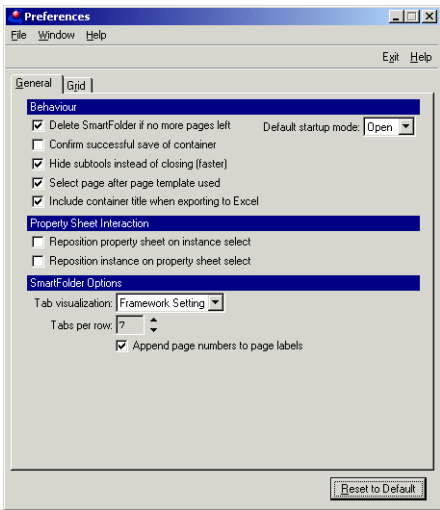 Preferences
File Window Help
Exit Help
General Grid
Behaviour
Delete SmartFolder if no more pages left Default startup mode: Open
Confirm successful save of container
Hide subtools instead of closing (faster)
Select page after page template used
Include container title when exporting to Excel
Property Sheet Interaction
Reposition property sheet on instance select
Reposition instance on property sheet select
SmartFolder Options
Tab visualization: Framework Setting
Tabs per row: ?
Append page numbers to page labels
Reset to Default